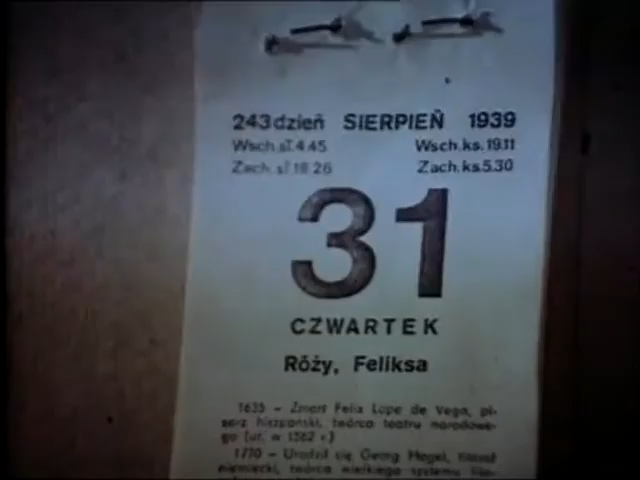 243 dzień SIERPIEŃ 1939
Wsch. sł. 4.45 Wsch. ks. 19.11
Zach. sł. 18 26 Zach. ks 5.30
31
CZWARTEK
Róży, Feliksa
1635 – Zmarł Felix Lope de Vega, pi-
sarz hiszpański, twórca teatru narodowe-
go (ur. w 1562 r.)
1770 – Urodził się Georg Hegel, filozof
niemiecki, twórca wielkiego systemu filo-